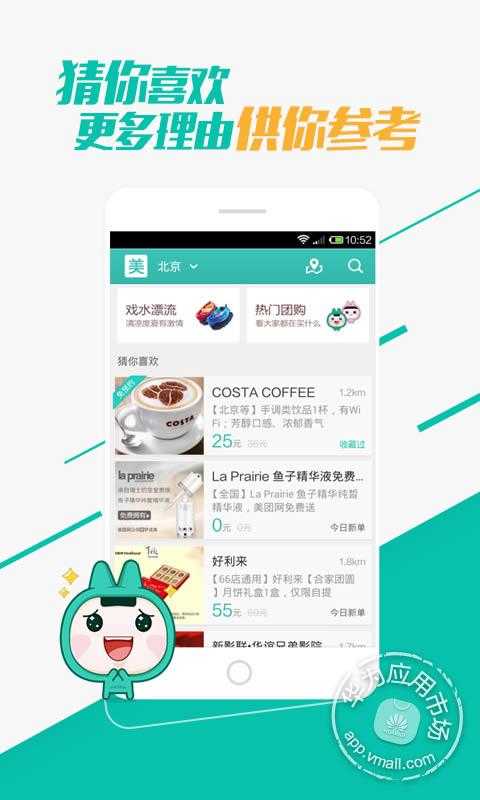 猜你喜欢
更多理由供你参考
10:52
美 北京
戏水漂流
清凉度夏有激情
热门团购
看大家都在买什么
猜你喜欢
免预约
COSTA
COSTA COFFEE 1.2km
【北京等】手调类饮品1杯，有Wi
Fi；芳醇口感、浓郁香气
25元 36元 收藏过
la prairie
免费拥有
La Prairie 鱼子精华液免费...
【全国】La Prairie 鱼子精华纯皙
精华液，美团网免费送
0元 0元 今日新单
好利来 1.8km
【66店通用】好利来【合家团圆
】月饼礼盒1盒，仅限自提
55元 69元 今日新单
新影联•华谊兄弟影院 1.7km
华为应用市场
HUAWEI
app.vmall.com